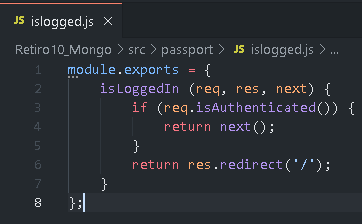 JS islogged.js ×
Retiro10_Mongo > src > passport > JS islogged.js > ...
1 module.exports = {
2     isLoggedIn (req, res, next) {
3         if (req.isAuthenticated()) {
4             return next();
5         }
6         return res.redirect('/');
7     }
8 };